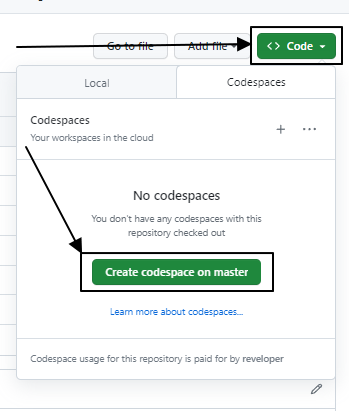 Go to file
Add file
<> Code
Local
Codespaces
Codespaces
Your workspaces in the cloud
No codespaces
You don't have any codespaces with this
repository checked out
Create codespace on master
Learn more about codespaces...
Codespace usage for this repository is paid for by reveloper